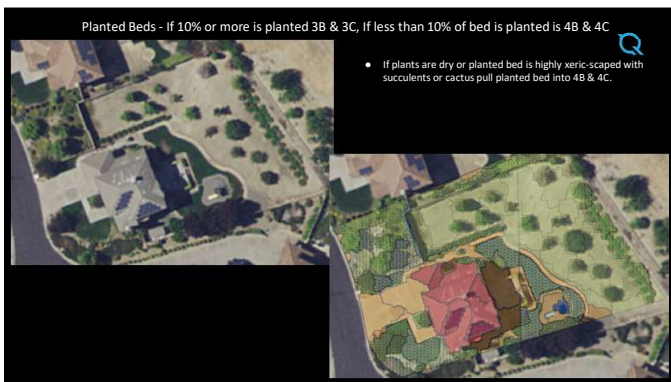 Planted Beds - If 10% or more is planted 3B & 3C, If less than 10% of bed is planted is 4B & 4C
● If plants are dry or planted bed is highly xeric-scaped with
succulents or cactus pull planted bed into 4B & 4C.